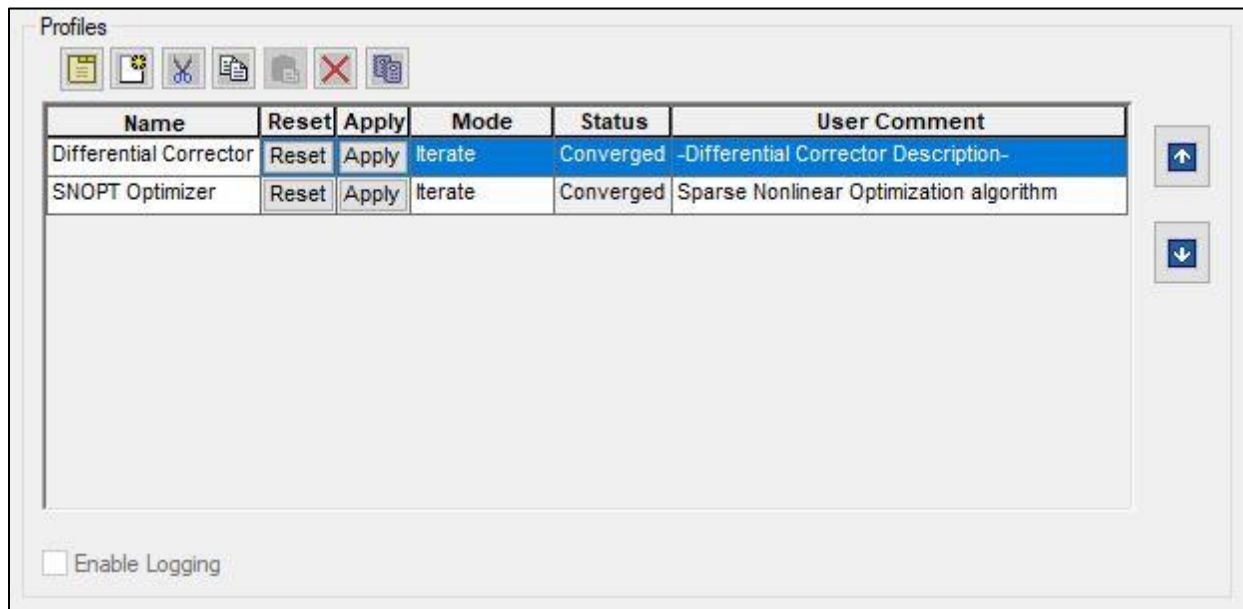 Profiles
Name Reset Apply Mode Status User Comment
Differential Corrector Reset Apply Iterate Converged -Differential Corrector Description-
SNOPT Optimizer Reset Apply Iterate Converged Sparse Nonlinear Optimization algorithm
Enable Logging